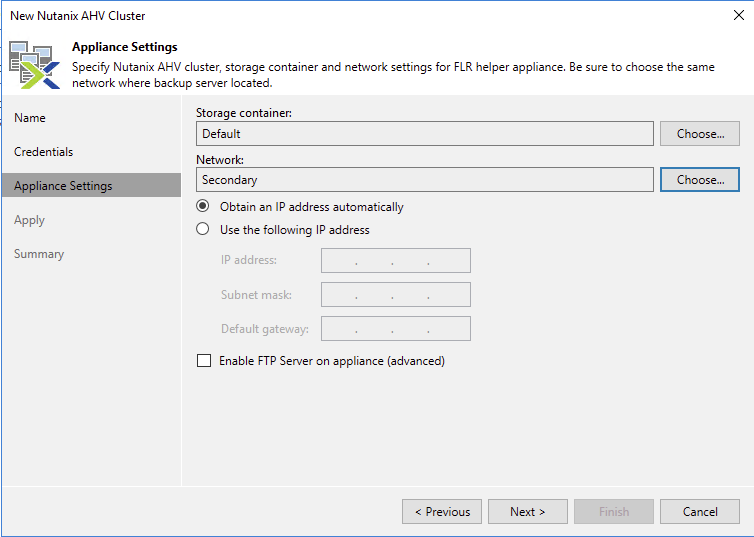 New Nutanix AHV Cluster
Appliance Settings
Specify Nutanix AHV cluster, storage container and network settings for FLR helper appliance. Be sure to choose the same
network where backup server located.
Name
Credentials
Appliance Settings
Apply
Summary
Storage container:
Default
Choose...
Network:
Secondary
Choose...
Obtain an IP address automatically
Use the following IP address
IP address:
. . .
Subnet mask:
. . .
Default gateway:
. . .
Enable FTP Server on appliance (advanced)
< Previous
Next >
Finish
Cancel